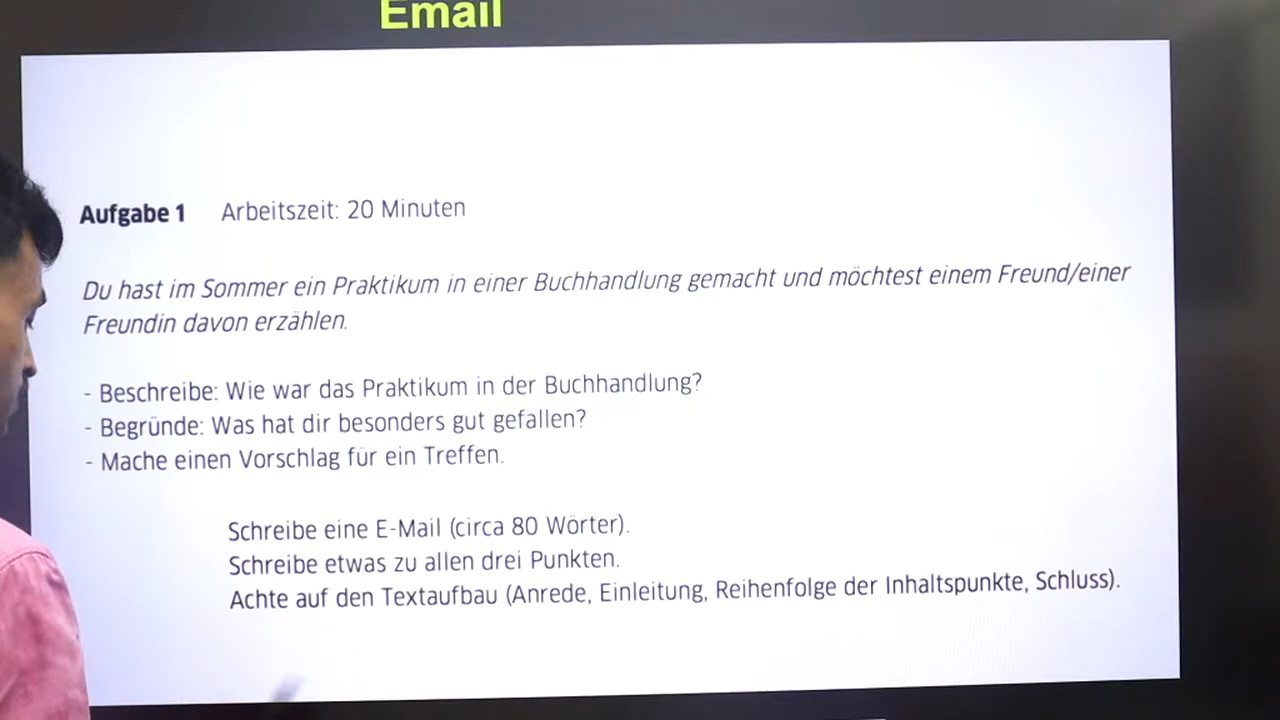 Email
Aufgabe 1 Arbeitszeit: 20 Minuten
Du hast im Sommer ein Praktikum in einer Buchhandlung gemacht und möchtest einem Freund/einer
Freundin davon erzählen.
- Beschreibe: Wie war das Praktikum in der Buchhandlung?
- Begründe: Was hat dir besonders gut gefallen?
- Mache einen Vorschlag für ein Treffen.
Schreibe eine E-Mail (circa 80 Wörter).
Schreibe etwas zu allen drei Punkten.
Achte auf den Textaufbau (Anrede, Einleitung, Reihenfolge der Inhaltspunkte, Schluss).